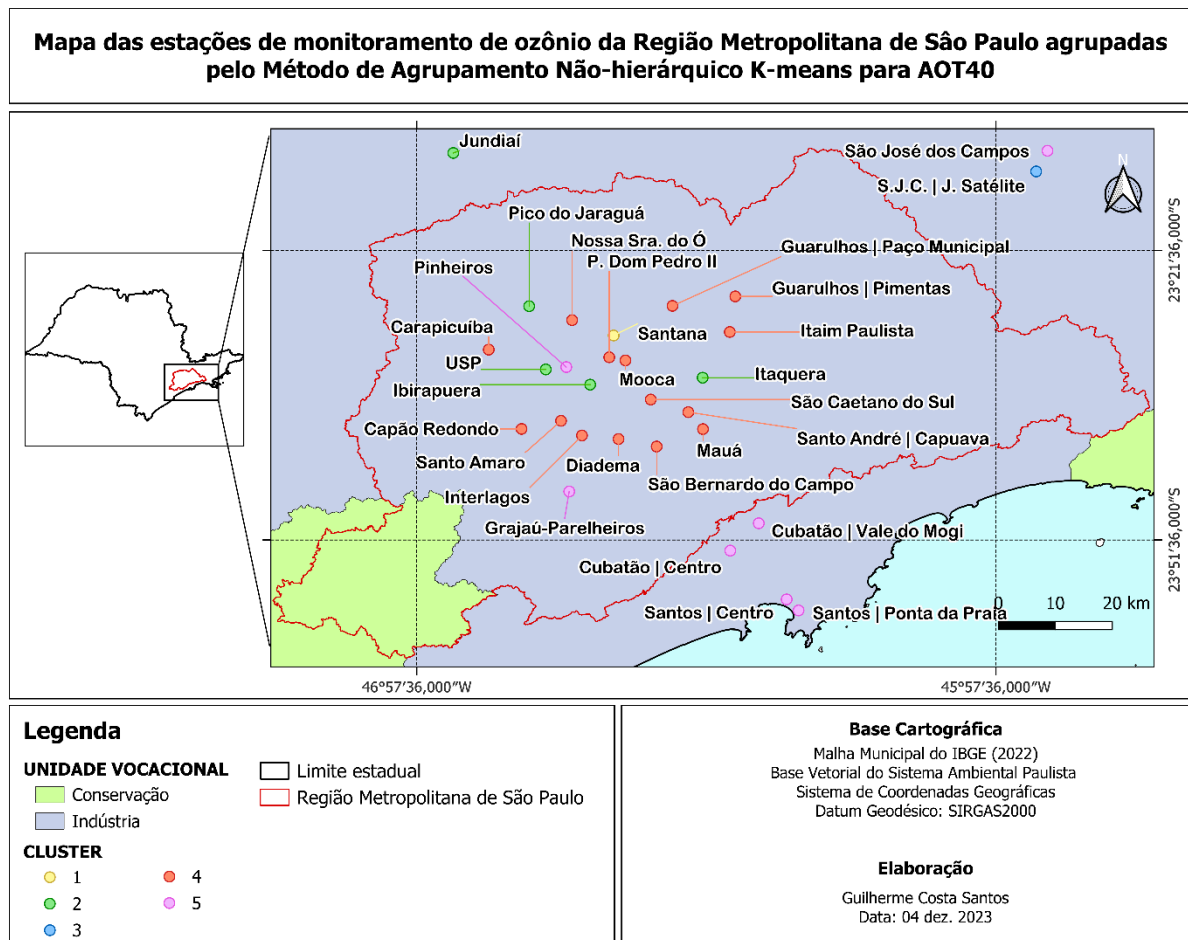 Mapa das estações de monitoramento de ozônio da Região Metropolitana de Sâo Paulo agrupadas
pelo Método de Agrupamento Não-hierárquico K-means para AOT40
Jundiaí
São José dos Campos
S.J.C. | J. Satélite
N
Pico do Jaraguá
Nossa Sra. do Ó
Guarulhos | Paço Municipal
P. Dom Pedro II
Pinheiros
Guarulhos | Pimentas
23°21'36,000"S
Carapicuíba
Santana
Itaim Paulista
USP
Mooca
Itaquera
Ibirapuera
São Caetano do Sul
Capão Redondo
Santo André | Capuava
Mauá
Santo Amaro
Diadema
São Bernardo do Campo
Interlagos
Grajaú-Parelheiros
Cubatão | Vale do Mogi
23°51'36,000"S
Cubatão | Centro
Santos | Centro
Santos | Ponta da Praia
0 10 20 km
46°57'36,000"W
45°57'36,000"W
Legenda
UNIDADE VOCACIONAL
Conservação
Indústria
Limite estadual
Região Metropolitana de São Paulo
CLUSTER
1
2
3
4
5
Base Cartográfica
Malha Municipal do IBGE (2022)
Base Vetorial do Sistema Ambiental Paulista
Sistema de Coordenadas Geográficas
Datum Geodésico: SIRGAS2000
Elaboração
Guilherme Costa Santos
Data: 04 dez. 2023